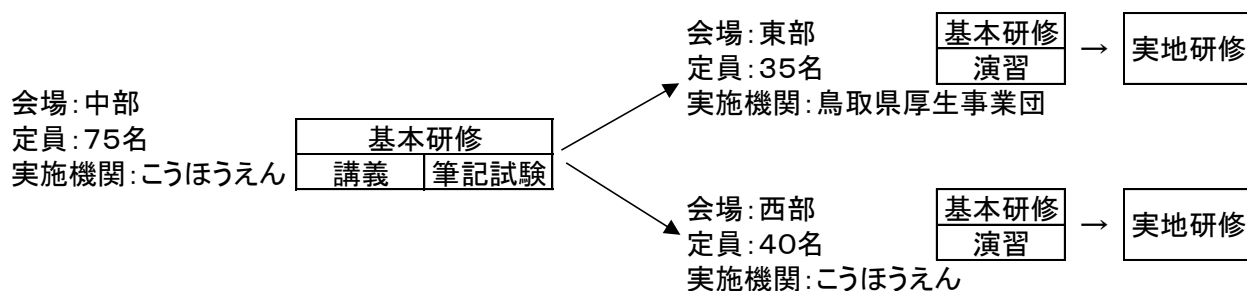 会場:中部
定員:75名
実施機関:こうほうえん
基本研修
講義 筆記試験
会場:東部
定員:35名
実施機関:鳥取県厚生事業団
基本研修
演習
→
実地研修
会場:西部
定員:40名
実施機関:こうほうえん
基本研修
演習
→
実地研修